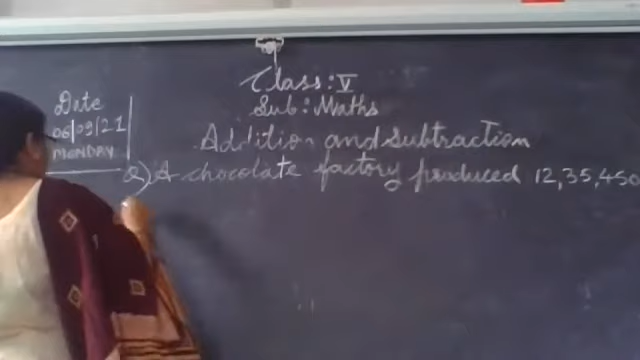 Date
06/09/21
MONDAY
Class: V
Sub: Maths
Addition and Subtraction
Q) A chocolate factory produced 12,35,450